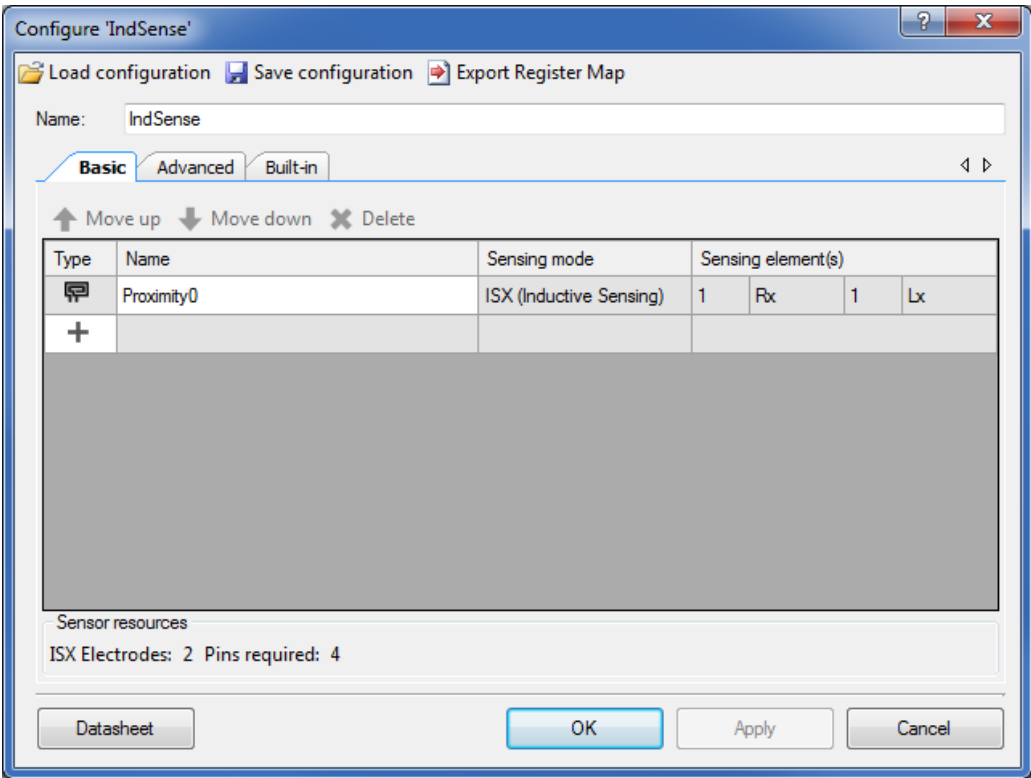 Configure 'IndSense'
Load configuration Save configuration Export Register Map
Name: IndSense
Basic Advanced Built-in
Move up Move down Delete
Type Name Sensing mode Sensing element(s)
Proximity0 ISX (Inductive Sensing) 1 Rx 1 Lx
Sensor resources
ISX Electrodes: 2 Pins required: 4
Datasheet OK Apply Cancel